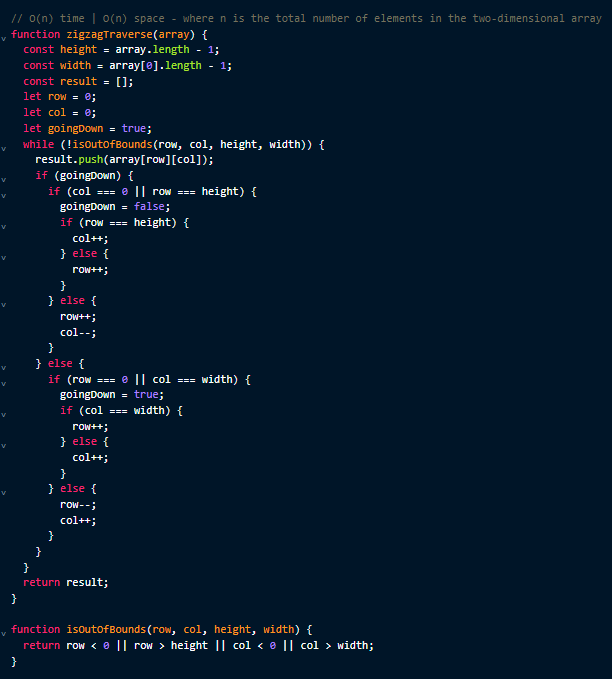 // O(n) time | O(n) space - where n is the total number of elements in the two-dimensional array
function zigzagTraverse(array) {
  const height = array.length - 1;
  const width = array[0].length - 1;
  const result = [];
  let row = 0;
  let col = 0;
  let goingDown = true;
  while (!isOutOfBounds(row, col, height, width)) {
    result.push(array[row][col]);
    if (goingDown) {
      if (col === 0 || row === height) {
        goingDown = false;
        if (row === height) {
          col++;
        } else {
          row++;
        }
      } else {
        row++;
        col--;
      }
    } else {
      if (row === 0 || col === width) {
        goingDown = true;
        if (col === width) {
          row++;
        } else {
          col++;
        }
      } else {
        row--;
        col++;
      }
    }
  }
  return result;
}

function isOutOfBounds(row, col, height, width) {
  return row < 0 || row > height || col < 0 || col > width;
}